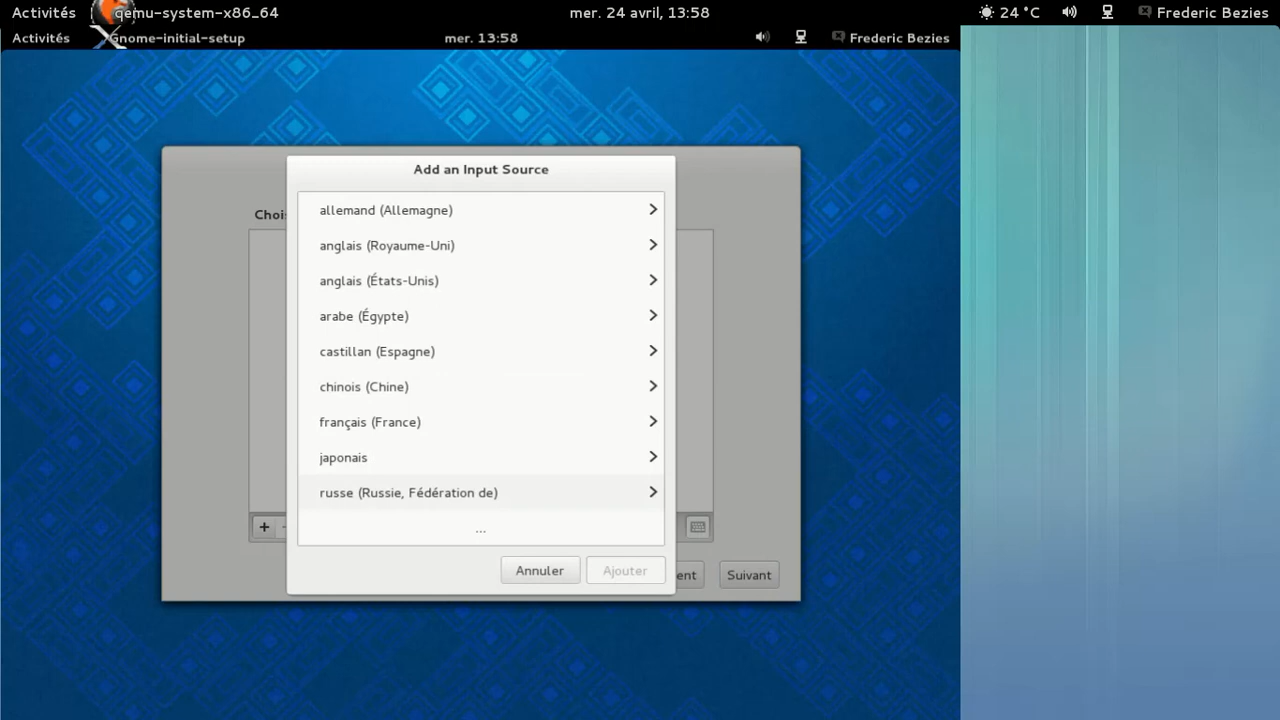 Activités qemu-system-x86_64 mer. 24 avril, 13:58 24 °C Frederic Bezies
Activités Gnome-initial-setup mer. 13:58 Frederic Bezies
Add an Input Source
Chois
allemand (Allemagne)
anglais (Royaume-Uni)
anglais (États-Unis)
arabe (Égypte)
castillan (Espagne)
chinois (Chine)
français (France)
japonais
russe (Russie, Fédération de)
...
+
Annuler Ajouter ent Suivant